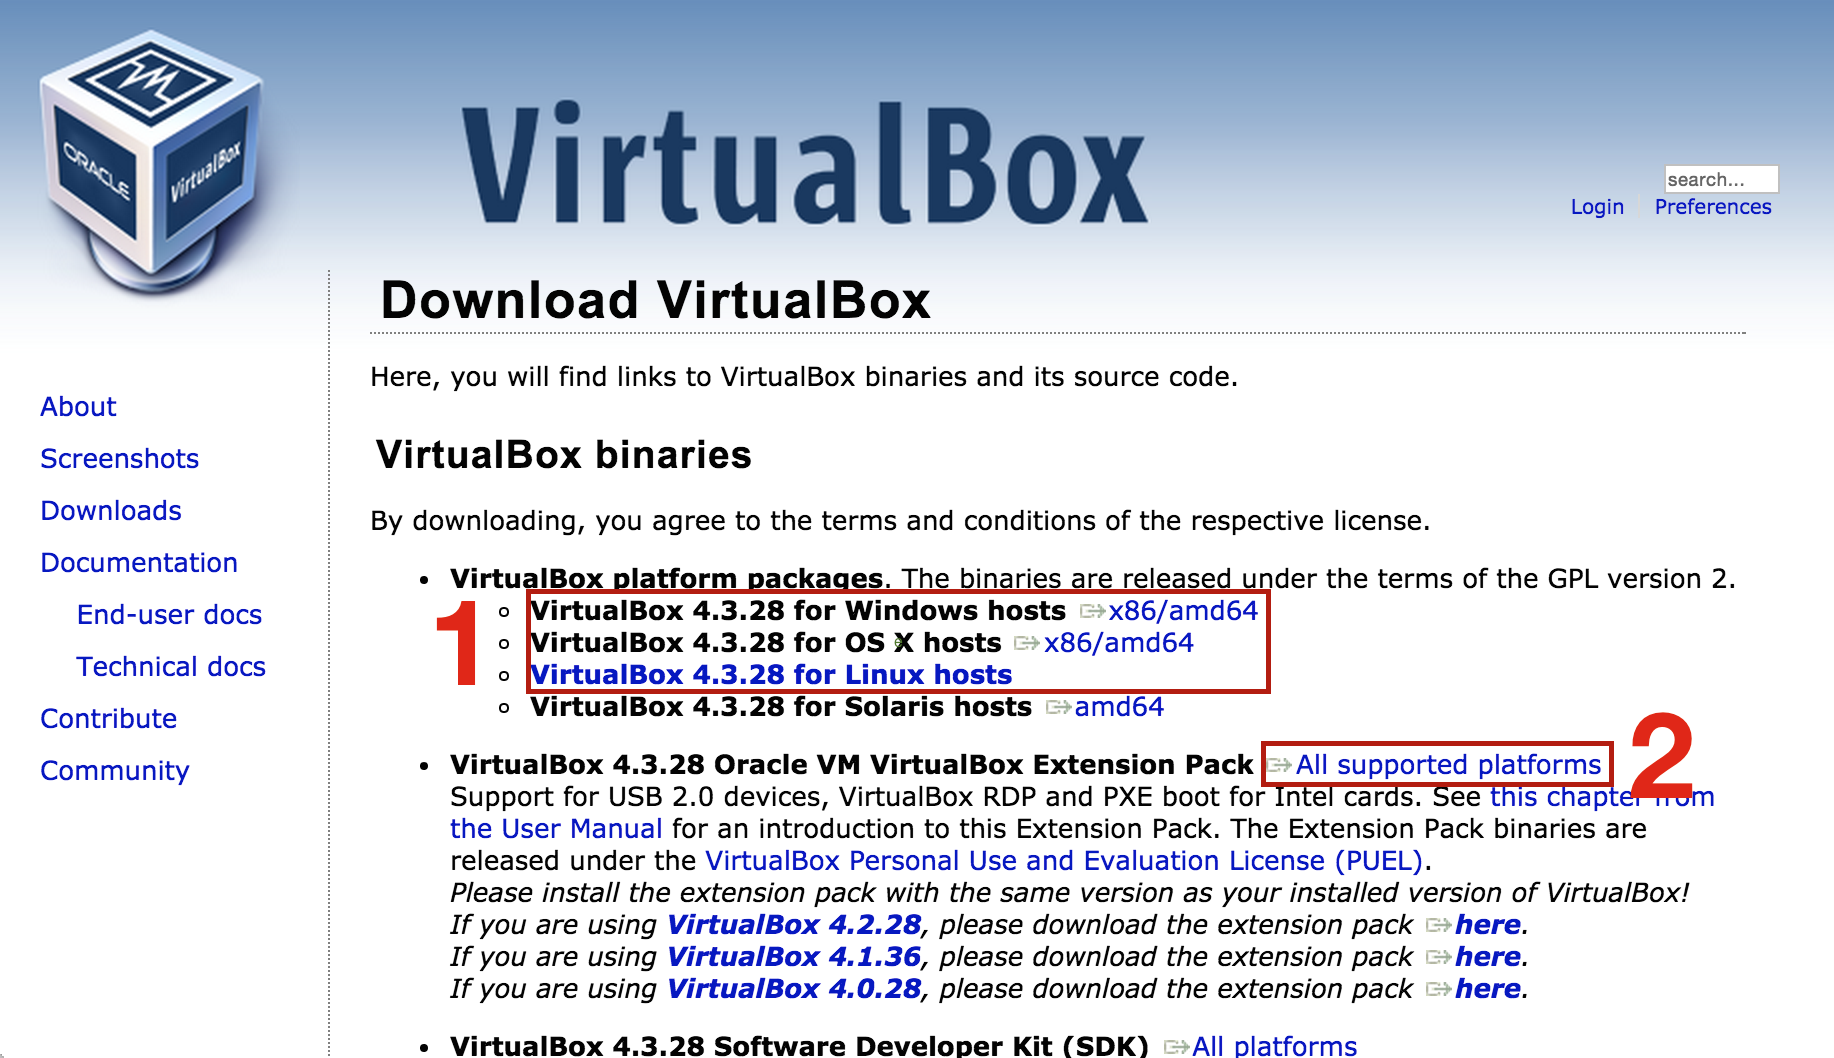 ORACLE
VirtualBox
VirtualBox
search...
Login
Preferences
Download VirtualBox
Here, you will find links to VirtualBox binaries and its source code.
About
Screenshots
Downloads
Documentation
End-user docs
Technical docs
Contribute
Community
VirtualBox binaries
By downloading, you agree to the terms and conditions of the respective license.
• VirtualBox platform packages. The binaries are released under the terms of the GPL version 2.
1
VirtualBox 4.3.28 for Windows hosts x86/amd64
VirtualBox 4.3.28 for OS X hosts x86/amd64
VirtualBox 4.3.28 for Linux hosts
VirtualBox 4.3.28 for Solaris hosts amd64
• VirtualBox 4.3.28 Oracle VM VirtualBox Extension Pack All supported platforms
2
Support for USB 2.0 devices, VirtualBox RDP and PXE boot for Intel cards. See this chapter from
the User Manual for an introduction to this Extension Pack. The Extension Pack binaries are
released under the VirtualBox Personal Use and Evaluation License (PUEL).
Please install the extension pack with the same version as your installed version of VirtualBox!
If you are using VirtualBox 4.2.28, please download the extension pack here.
If you are using VirtualBox 4.1.36, please download the extension pack here.
If you are using VirtualBox 4.0.28, please download the extension pack here.
• VirtualBox 4.3.28 Software Developer Kit (SDK) All platforms